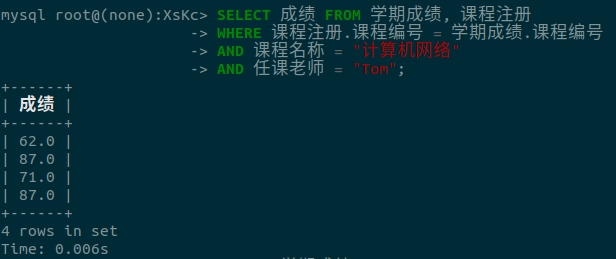 mysql root@(none):XsKc> SELECT 成绩 FROM 学期成绩, 课程注册
-> WHERE 课程注册.课程编号 = 学期成绩.课程编号
-> AND 课程名称 = "计算机网络"
-> AND 任课老师 = "Tom";
+------+
| 成绩 |
+------+
| 62.0 |
| 87.0 |
| 71.0 |
| 87.0 |
+------+
4 rows in set
Time: 0.006s